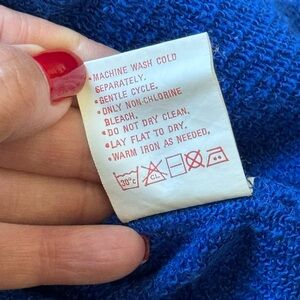 •MACHINE WASH COLD
SEPARATELY.
•GENTLE CYCLE.
•ONLY NON-CHLORINE
BLEACH.
•DO NOT DRY CLEAN.
•LAY FLAT TO DRY.
•WARM IRON AS NEEDED.
30°C CL